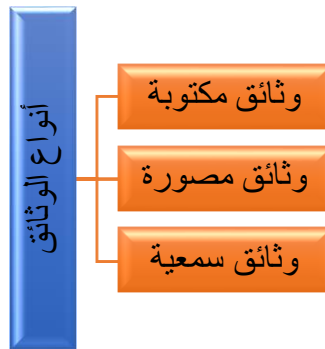 أنواع الوثائق
وثائق مكتوبة
وثائق مصورة
وثائق سمعية